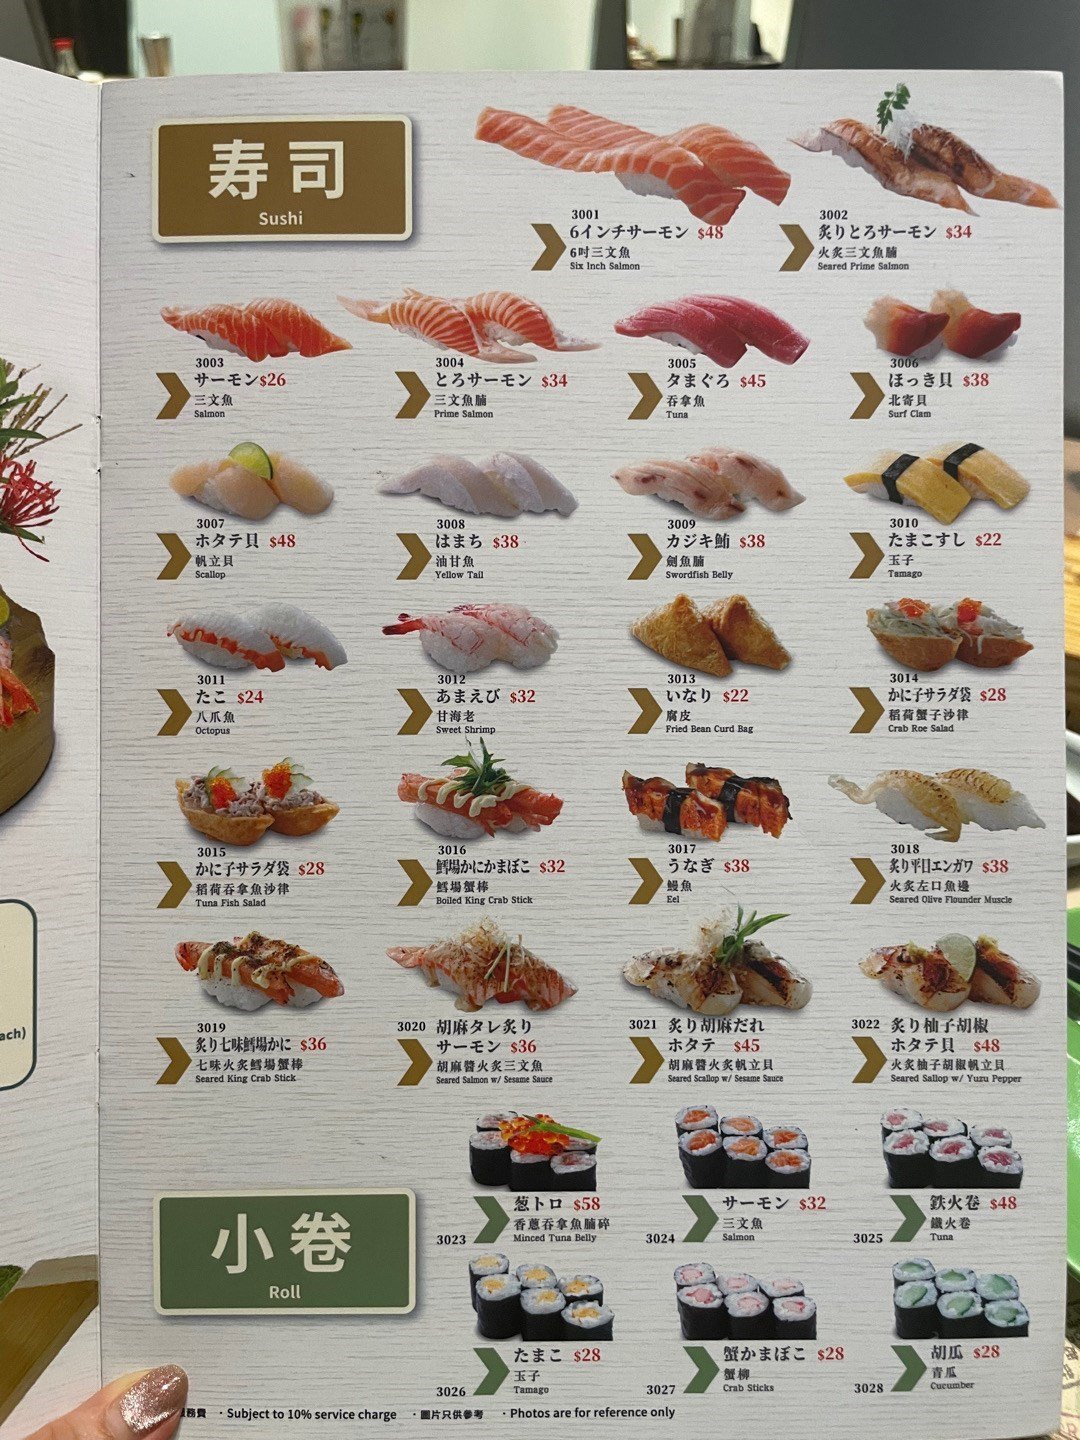 寿司
Sushi
3001
6インチサーモン $48
6吋三文魚
Six Inch Salmon
3002
炙りとろサーモン $34
火炙三文魚腩
Seared Prime Salmon
3003
サーモン$26
三文魚
Salmon
3004
とろサーモン $34
三文魚腩
Prime Salmon
3005
タまぐろ $45
吞拿魚
Tuna
3006
ほっき貝 $38
北寄貝
Surf Clam
3007
ホタテ貝 $48
帆立貝
Scallop
3008
はまち $38
油甘魚
Yellow Tail
3009
カジキ鮪 $38
劍魚腩
Swordfish Belly
3010
たまこすし $22
玉子
Tamago
3011
たこ $24
八爪魚
Octopus
3012
あまえび $32
甘海老
Sweet Shrimp
3013
いなり $22
腐皮
Fried Bean Curd Bag
3014
かに子サラダ袋 $28
稻荷蟹子沙律
Crab Roe Salad
3015
かに子サラダ袋 $28
稻荷吞拿魚沙律
Tuna Fish Salad
3016
鱈場かにかまぼこ $32
鱈場蟹棒
Boiled King Crab Stick
3017
うなぎ $38
鰻魚
Eel
3018
炙り平目エンガワ $38
火炙左口魚邊
Seared Olive Flounder Muscle
3019
炙り七味鱈場かに $36
七味火炙鱈場蟹棒
Seared King Crab Stick
3020 胡麻タレ炙り
サーモン $36
胡麻醬火炙三文魚
Seared Salmon w/ Sesame Sauce
3021 炙り胡麻だれ
ホタテ $45
胡麻醬火炙帆立貝
Seared Scallop w/ Sesame Sauce
3022 炙り柚子胡椒
ホタテ貝 $48
火炙柚子胡椒帆立貝
Seared Sallop w/ Yuzu Pepper
ach)
小卷
Roll
葱トロ $58
香蔥吞拿魚腩碎
Minced Tuna Belly
3023
サーモン $32
三文魚
Salmon
3024
鉄火卷 $48
鐵火卷
Tuna
3025
たまこ $28
玉子
Tamago
3026
蟹かまぼこ $28
蟹柳
Crab Sticks
3027
胡瓜 $28
青瓜
Cucumber
3028
務費 · Subject to 10% service charge · 圖片只供參考 · Photos are for reference only